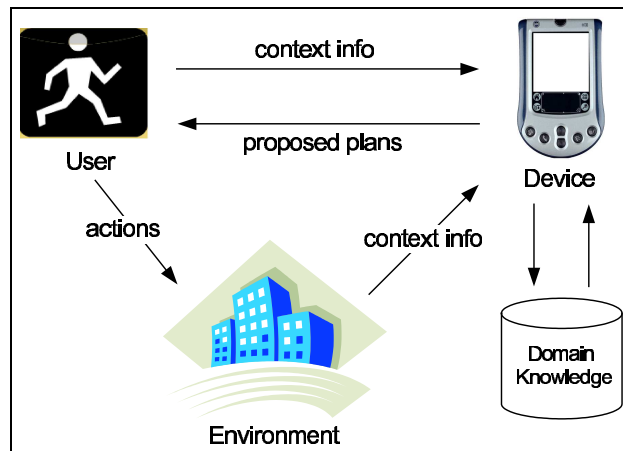 context info
proposed plans
User
Device
actions
context info
Domain
Knowledge
Environment